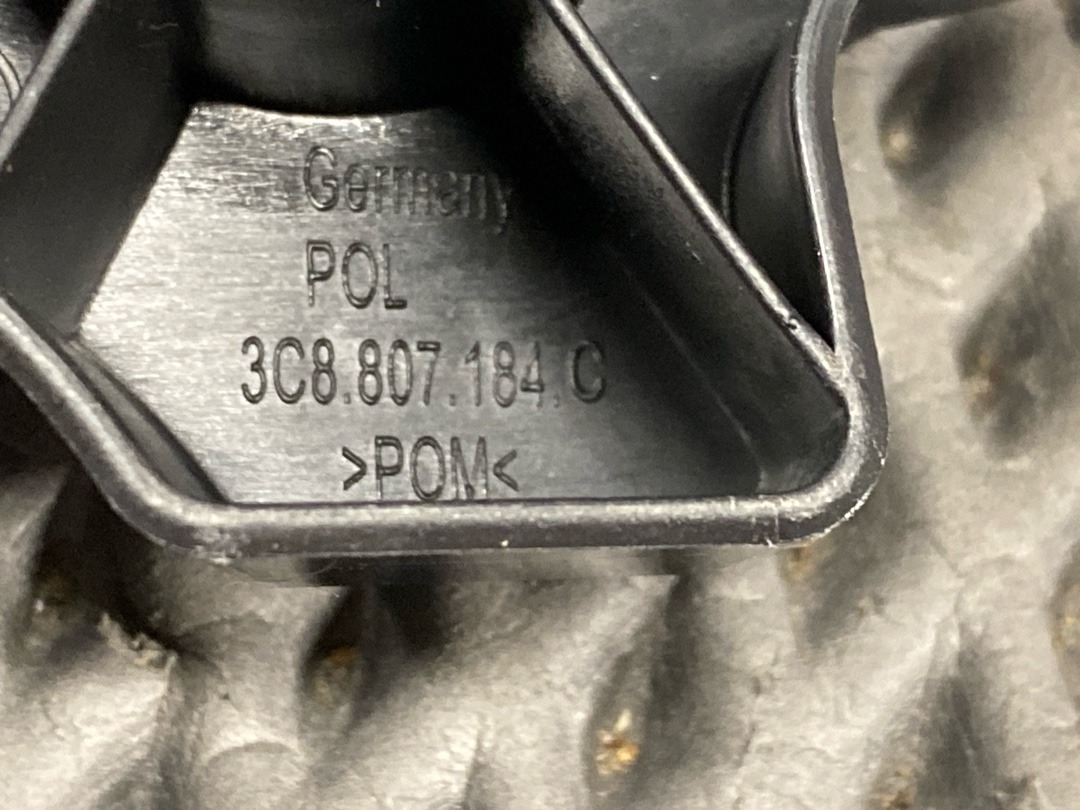 Germany
POL
3C8.807.184.C
>POM<